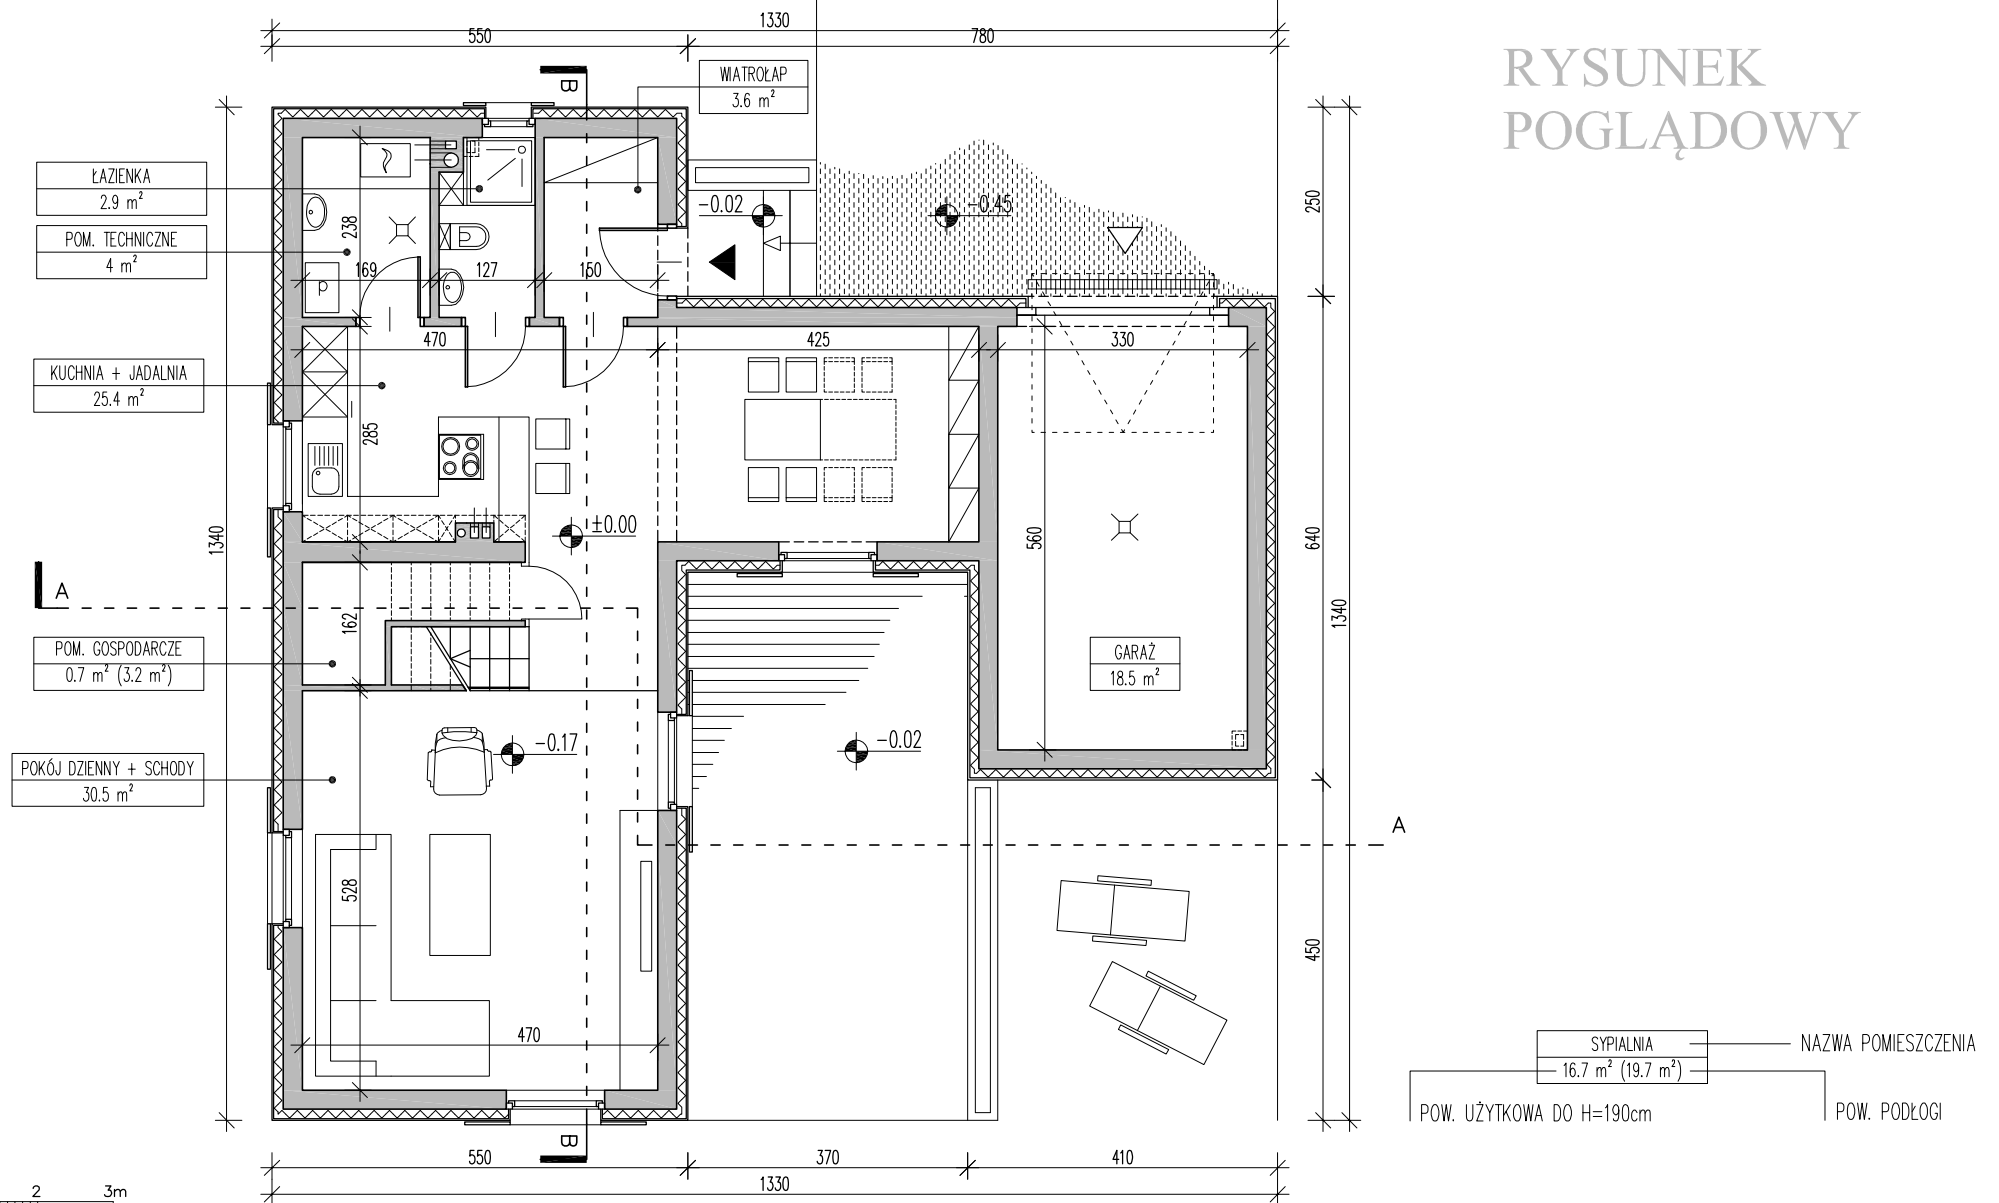 1330
550
780
RYSUNEK
POGLĄDOWY
B
WIATROŁAP
3.6 m²
ŁAZIENKA
2.9 m²
POM. TECHNICZNE
4 m²
KUCHNIA + JADALNIA
25.4 m²
POM. GOSPODARCZE
0.7 m² (3.2 m²)
POKÓJ DZIENNY + SCHODY
30.5 m²
-0.02
-0.45
250
238
169
127
150
470
425
330
285
±0.00
560
640
1340
1340
A
162
GARAŻ
18.5 m²
-0.17
-0.02
A
528
450
470
SYPIALNIA
16.7 m² (19.7 m²)
NAZWA POMIESZCZENIA
POW. UŻYTKOWA DO H=190cm
POW. PODŁOGI
B
550
370
410
1330
2
3m